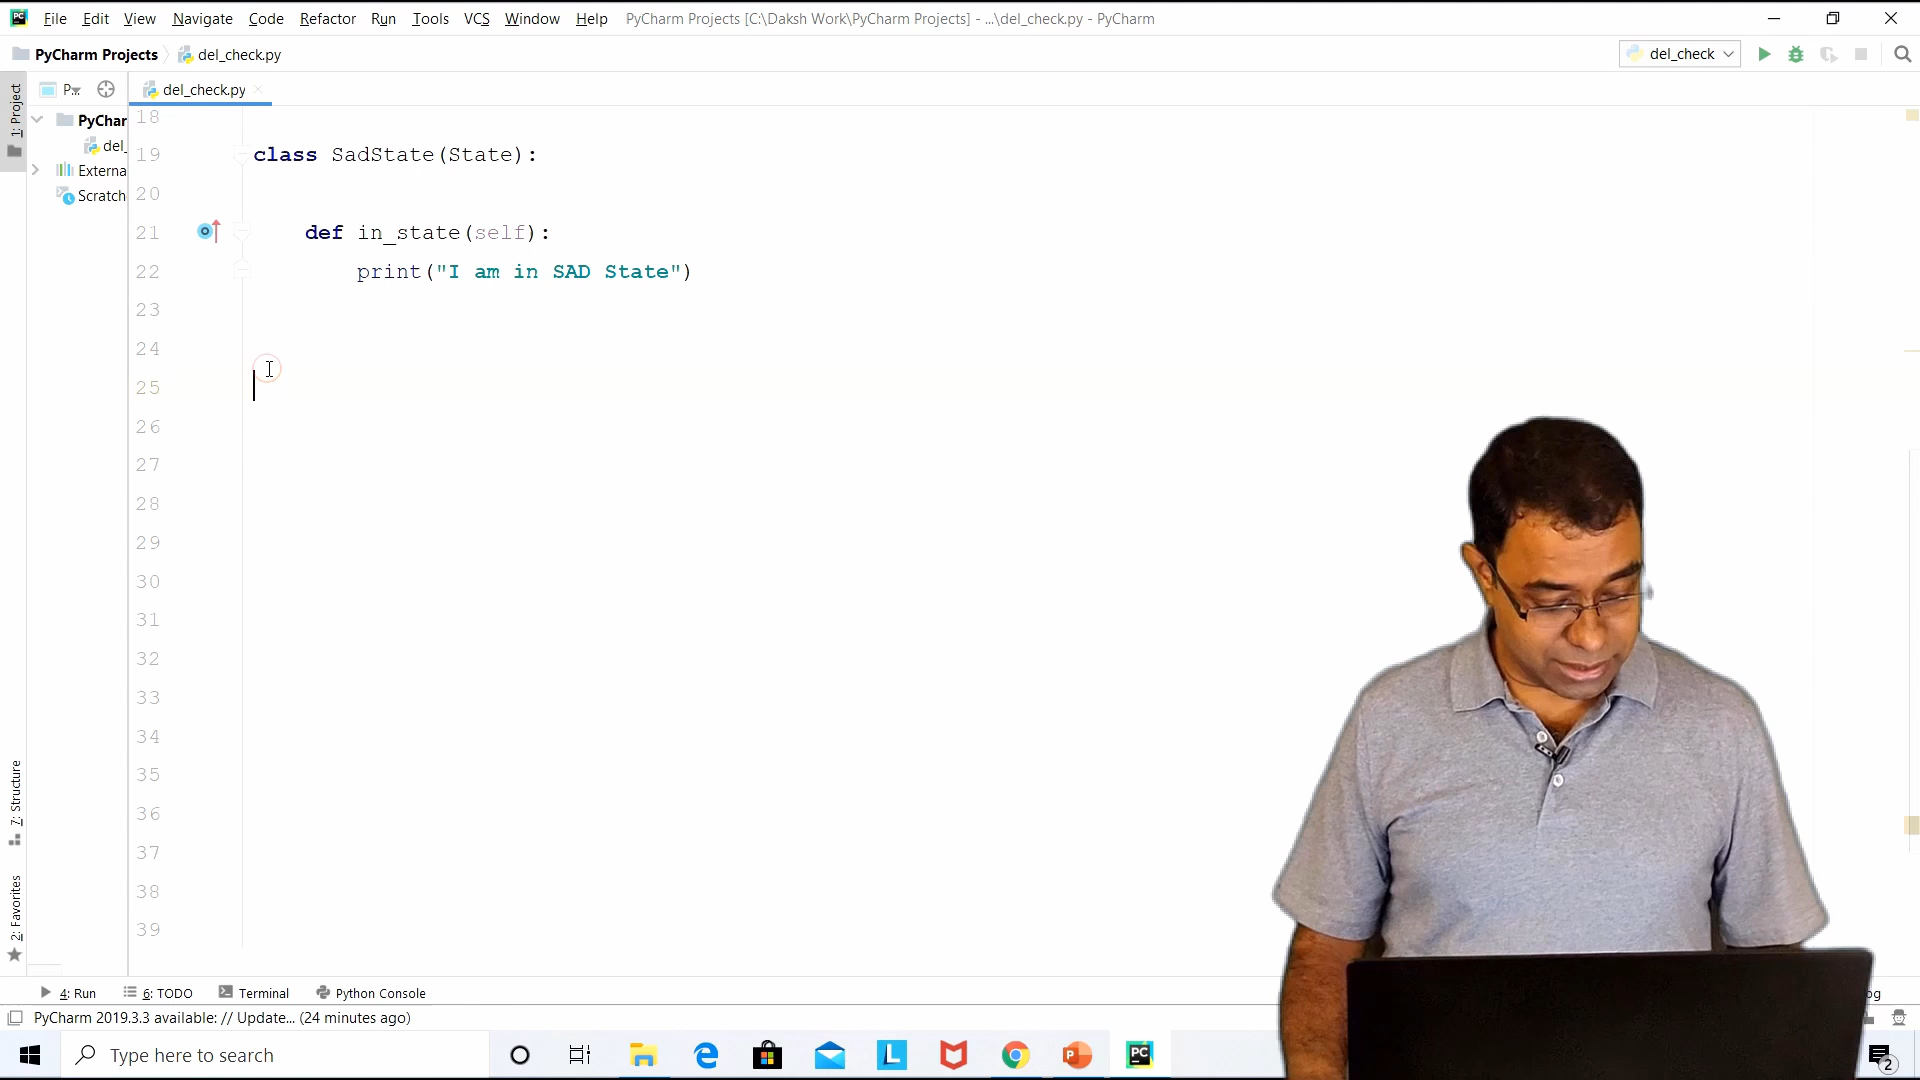 File Edit View Navigate Code Refactor Run Tools VCS Window Help PyCharm Projects [C:\Daksh Work\PyCharm Projects] - ...\del_check.py - PyCharm
PyCharm Projects del_check.py del_check
1: Project
P...
del_check.py
PyChar
del_
Externa
Scratch
18
19 class SadState(State):
20
21 def in_state(self):
22 print("I am in SAD State")
23
24
25
26
27
28
29
30
31
32
33
34
35
36
37
38
39
7: Structure
2: Favorites
4: Run 6: TODO Terminal Python Console og
PyCharm 2019.3.3 available: // Update... (24 minutes ago)
Type here to search
2